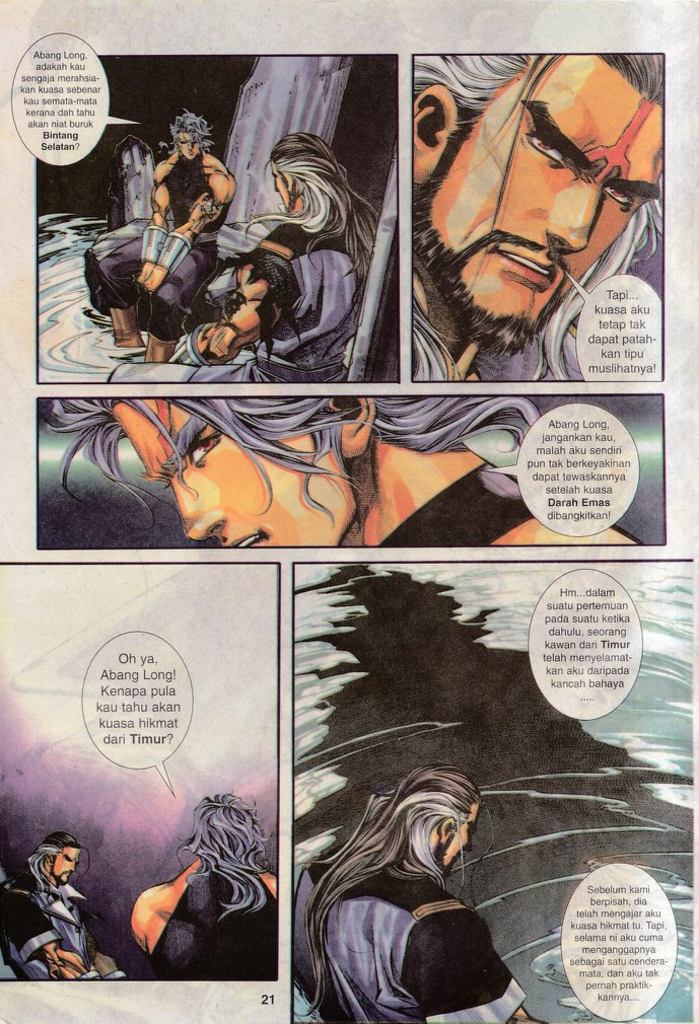 Abang Long,
adakah kau
sengaja merahsia-
kan kuasa sebenar
kau semata-mata
kerana dah tahu
akan niat buruk
Bintang
Selatan?
Tapi...
kuasa aku
tetap tak
dapat patah-
kan tipu
muslihatnya!
Abang Long,
jangankan kau,
malah aku sendiri
pun tak berkeyakinan
dapat tewaskannya
setelah kuasa
Darah Emas
dibangkitkan!
Oh ya,
Abang Long!
Kenapa pula
kau tahu akan
kuasa hikmat
dari Timur?
Hm...dalam
suatu pertemuan
pada suatu ketika
dahulu, seorang
kawan dari Timur
telah menyelamat-
kan aku daripada
kancah bahaya
.....
Sebelum kami
berpisah, dia
telah mengajar aku
kuasa hikmat tu. Tapi,
selama ni aku cuma
menganggapnya
sebagai satu cendera-
mata, dan aku tak
pernah praktik-
kannya....
21